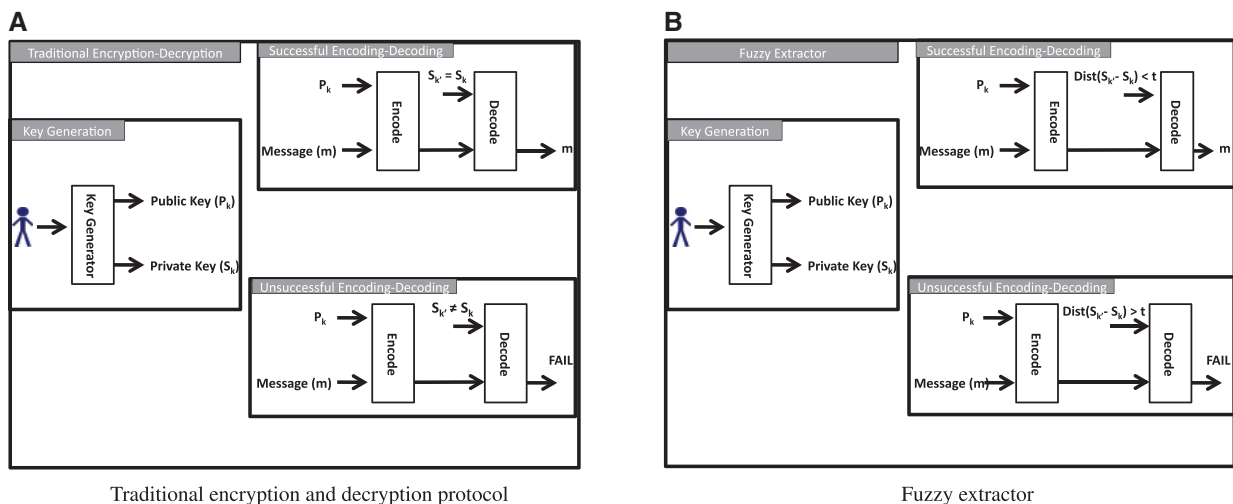 A
Traditional Encryption-Decryption
Successful Encoding-Decoding
Pₖ
Sₖ' = Sₖ
Encode
Decode
Message (m)
m
Key Generation
Key Generator
Public Key (Pₖ)
Private Key (Sₖ)
Unsuccessful Encoding-Decoding
Pₖ
Sₖ' ≠ Sₖ
Encode
Decode
Message (m)
FAIL
Traditional encryption and decryption protocol
B
Fuzzy Extractor
Successful Encoding-Decoding
Pₖ
Dist(Sₖ'- Sₖ) < t
Encode
Decode
Message (m)
m
Key Generation
Key Generator
Public Key (Pₖ)
Private Key (Sₖ)
Unsuccessful Encoding-Decoding
Pₖ
Dist(Sₖ'- Sₖ) > t
Encode
Decode
Message (m)
FAIL
Fuzzy extractor